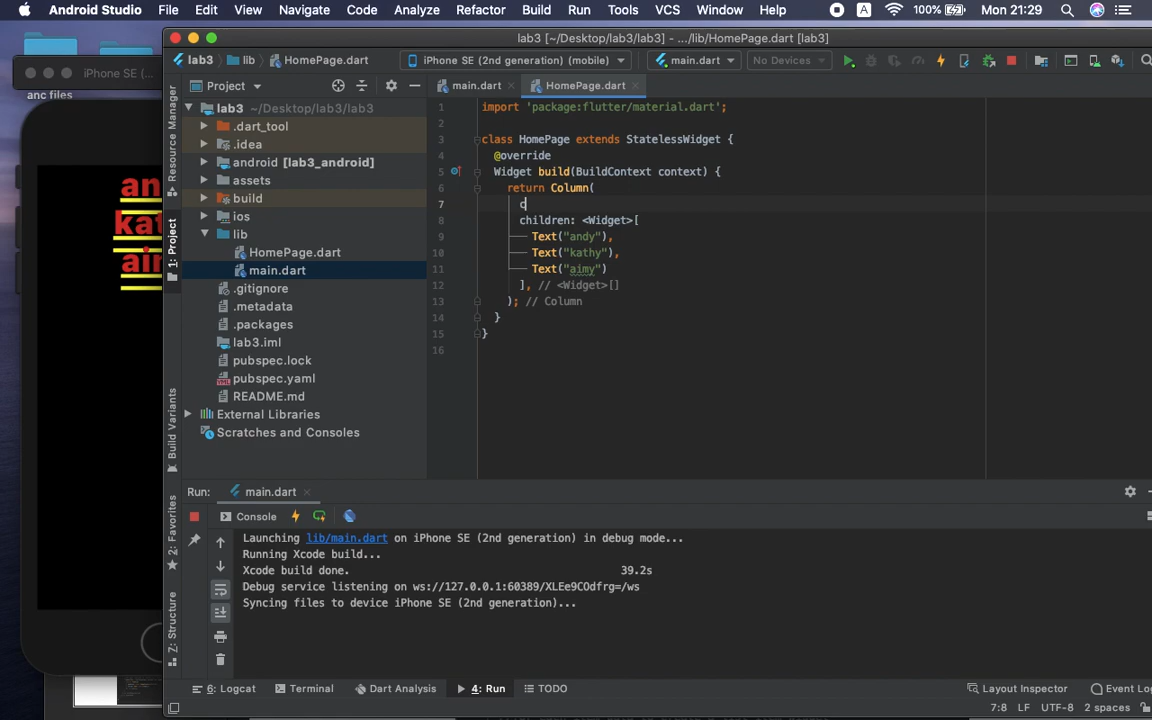 Android Studio File Edit View Navigate Code Analyze Refactor Build Run Tools VCS Window Help A 100% Mon 21:29
lab3 [~/Desktop/lab3/lab3] - .../lib/HomePage.dart [lab3]
lab3 lib HomePage.dart iPhone SE (2nd generation) (mobile) main.dart No Devices
iPhone SE (...
anc files
an
kat
aim
Resource Manager
1: Project
Build Variants
2: Favorites
Z: Structure
Project
main.dart
HomePage.dart
lab3 ~/Desktop/lab3/lab3
.dart_tool
.idea
android [lab3_android]
assets
build
ios
lib
HomePage.dart
main.dart
.gitignore
.metadata
.packages
lab3.iml
pubspec.lock
pubspec.yaml
README.md
External Libraries
Scratches and Consoles
1 import 'package:flutter/material.dart';
2
3 class HomePage extends StatelessWidget {
4 @override
5 Widget build(BuildContext context) {
6 return Column(
7 c
8 children: <Widget>[
9 Text("andy"),
10 Text("kathy"),
11 Text("aimy")
12 ], // <Widget>[]
13 ); // Column
14 }
15 }
16
Run: main.dart
Console
Launching lib/main.dart on iPhone SE (2nd generation) in debug mode...
Running Xcode build...
Xcode build done. 39.2s
Debug service listening on ws://127.0.0.1:60389/XLEe9COdfrg=/ws
Syncing files to device iPhone SE (2nd generation)...
6: Logcat Terminal Dart Analysis 4: Run TODO Layout Inspector Event Log
7:8 LF UTF-8 2 spaces